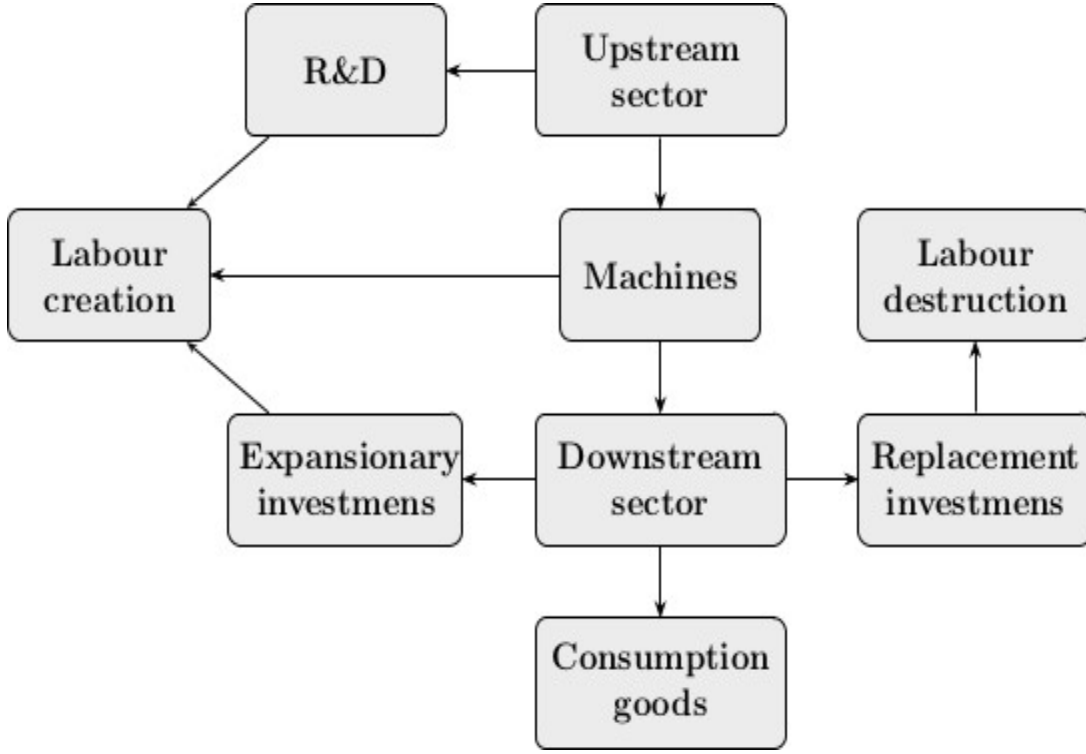 R&D
Upstream
sector
Labour
creation
Machines
Labour
destruction
Expansionary
investmens
Downstream
sector
Replacement
investmens
Consumption
goods